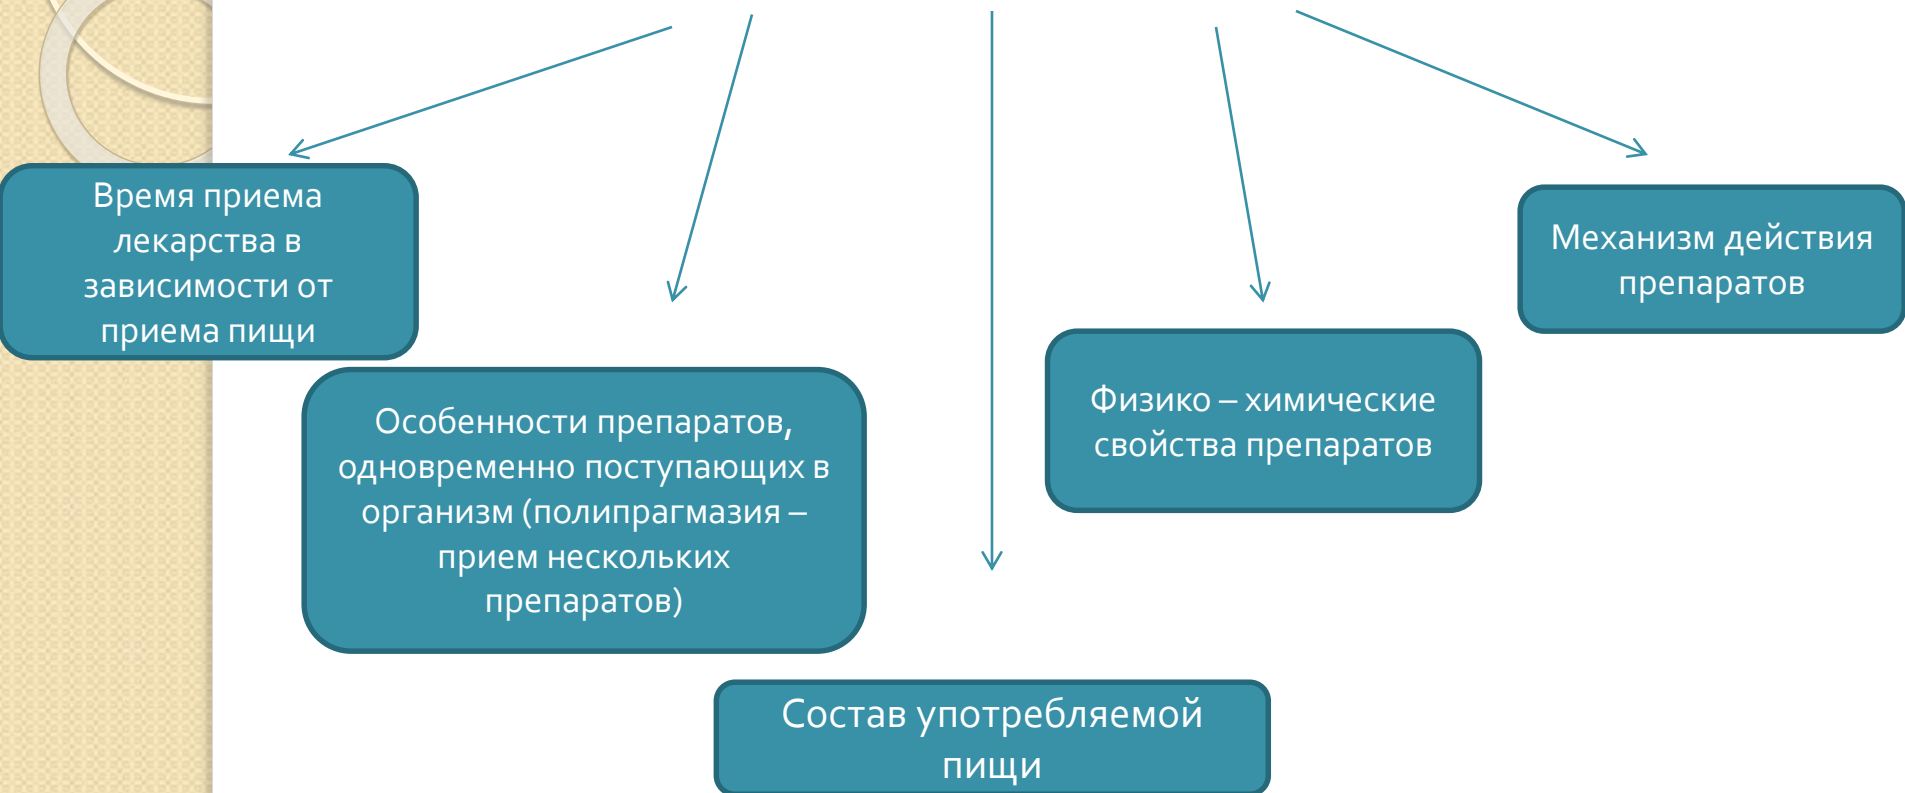 Время приема
лекарства в
зависимости от
приема пищи
Особенности препаратов,
одновременно поступающих в
организм (полипрагмазия –
прием нескольких
препаратов)
Состав употребляемой
пищи
Физико – химические
свойства препаратов
Механизм действия
препаратов